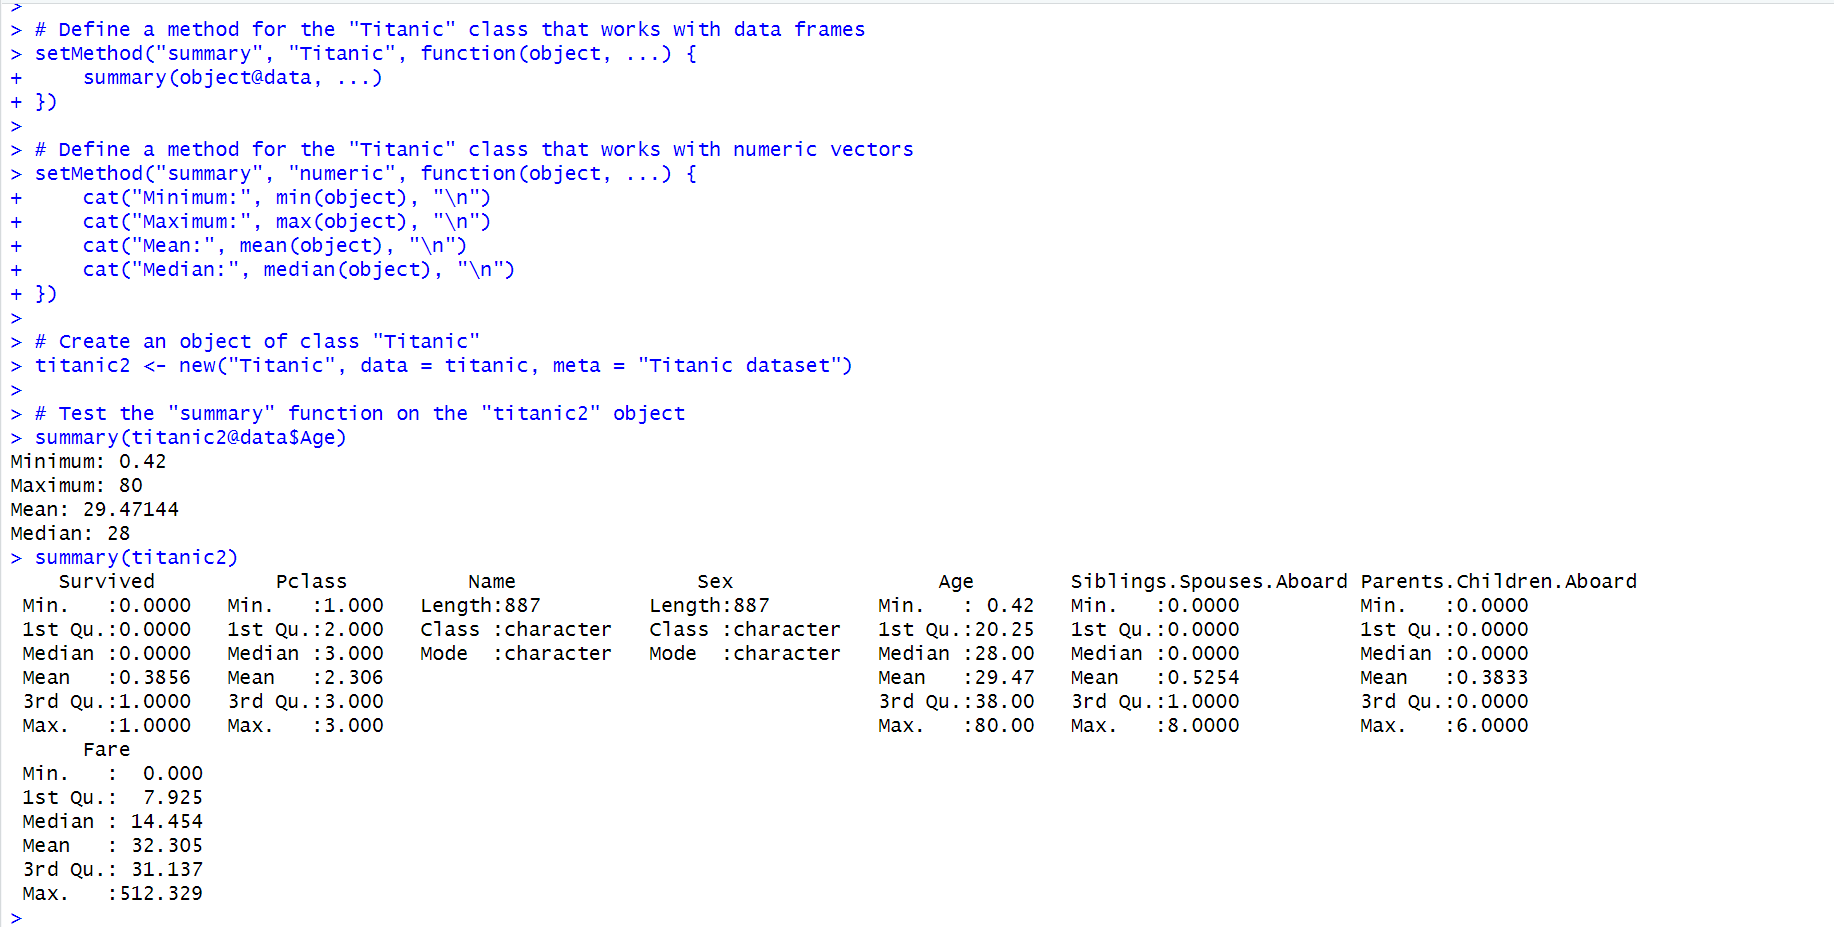 >
> # Define a method for the "Titanic" class that works with data frames
> setMethod("summary", "Titanic", function(object, ...) {
+     summary(object@data, ...)
+ })
>
> # Define a method for the "Titanic" class that works with numeric vectors
> setMethod("summary", "numeric", function(object, ...) {
+     cat("Minimum:", min(object), "\n")
+     cat("Maximum:", max(object), "\n")
+     cat("Mean:", mean(object), "\n")
+     cat("Median:", median(object), "\n")
+ })
>
> # Create an object of class "Titanic"
> titanic2 <- new("Titanic", data = titanic, meta = "Titanic dataset")
>
> # Test the "summary" function on the "titanic2" object
> summary(titanic2@data$Age)
Minimum: 0.42
Maximum: 80
Mean: 29.47144
Median: 28
> summary(titanic2)
    Survived          Pclass          Name               Sex                 Age        Siblings.Spouses.Aboard Parents.Children.Aboard
 Min.   :0.0000   Min.   :1.000   Length:887         Length:887         Min.   : 0.42   Min.   :0.0000          Min.   :0.0000
 1st Qu.:0.0000   1st Qu.:2.000   Class :character   Class :character   1st Qu.:20.25   1st Qu.:0.0000          1st Qu.:0.0000
 Median :0.0000   Median :3.000   Mode  :character   Mode  :character   Median :28.00   Median :0.0000          Median :0.0000
 Mean   :0.3856   Mean   :2.306                                         Mean   :29.47   Mean   :0.5254          Mean   :0.3833
 3rd Qu.:1.0000   3rd Qu.:3.000                                         3rd Qu.:38.00   3rd Qu.:1.0000          3rd Qu.:0.0000
 Max.   :1.0000   Max.   :3.000                                         Max.   :80.00   Max.   :8.0000          Max.   :6.0000
      Fare
 Min.   :  0.000
 1st Qu.:  7.925
 Median : 14.454
 Mean   : 32.305
 3rd Qu.: 31.137
 Max.   :512.329
>